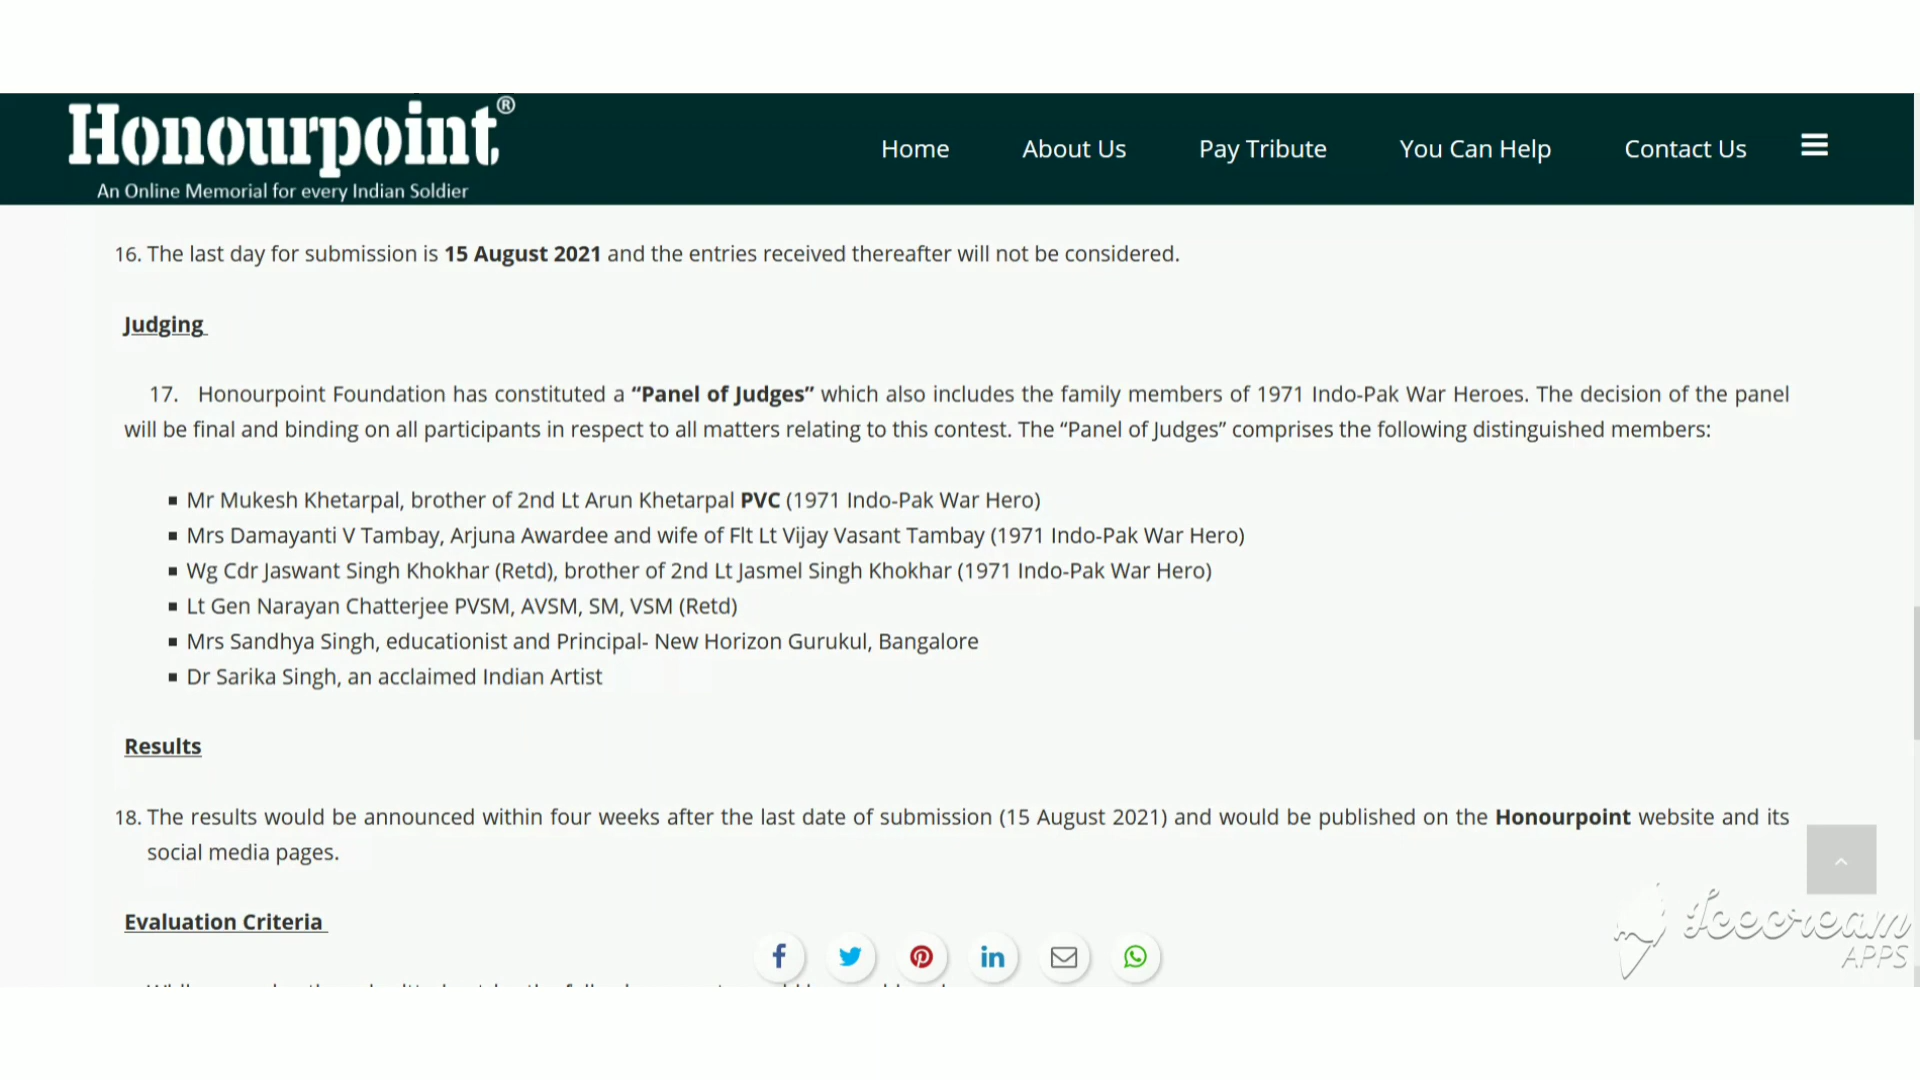 Honourpoint®
An Online Memorial for every Indian Soldier
Home About Us Pay Tribute You Can Help Contact Us
16. The last day for submission is 15 August 2021 and the entries received thereafter will not be considered.
Judging
17. Honourpoint Foundation has constituted a “Panel of Judges” which also includes the family members of 1971 Indo-Pak War Heroes. The decision of the panel
will be final and binding on all participants in respect to all matters relating to this contest. The “Panel of Judges” comprises the following distinguished members:
▪ Mr Mukesh Khetarpal, brother of 2nd Lt Arun Khetarpal PVC (1971 Indo-Pak War Hero)
▪ Mrs Damayanti V Tambay, Arjuna Awardee and wife of Flt Lt Vijay Vasant Tambay (1971 Indo-Pak War Hero)
▪ Wg Cdr Jaswant Singh Khokhar (Retd), brother of 2nd Lt Jasmel Singh Khokhar (1971 Indo-Pak War Hero)
▪ Lt Gen Narayan Chatterjee PVSM, AVSM, SM, VSM (Retd)
▪ Mrs Sandhya Singh, educationist and Principal- New Horizon Gurukul, Bangalore
▪ Dr Sarika Singh, an acclaimed Indian Artist
Results
18. The results would be announced within four weeks after the last date of submission (15 August 2021) and would be published on the Honourpoint website and its
social media pages.
Evaluation Criteria
Icecream
APPS